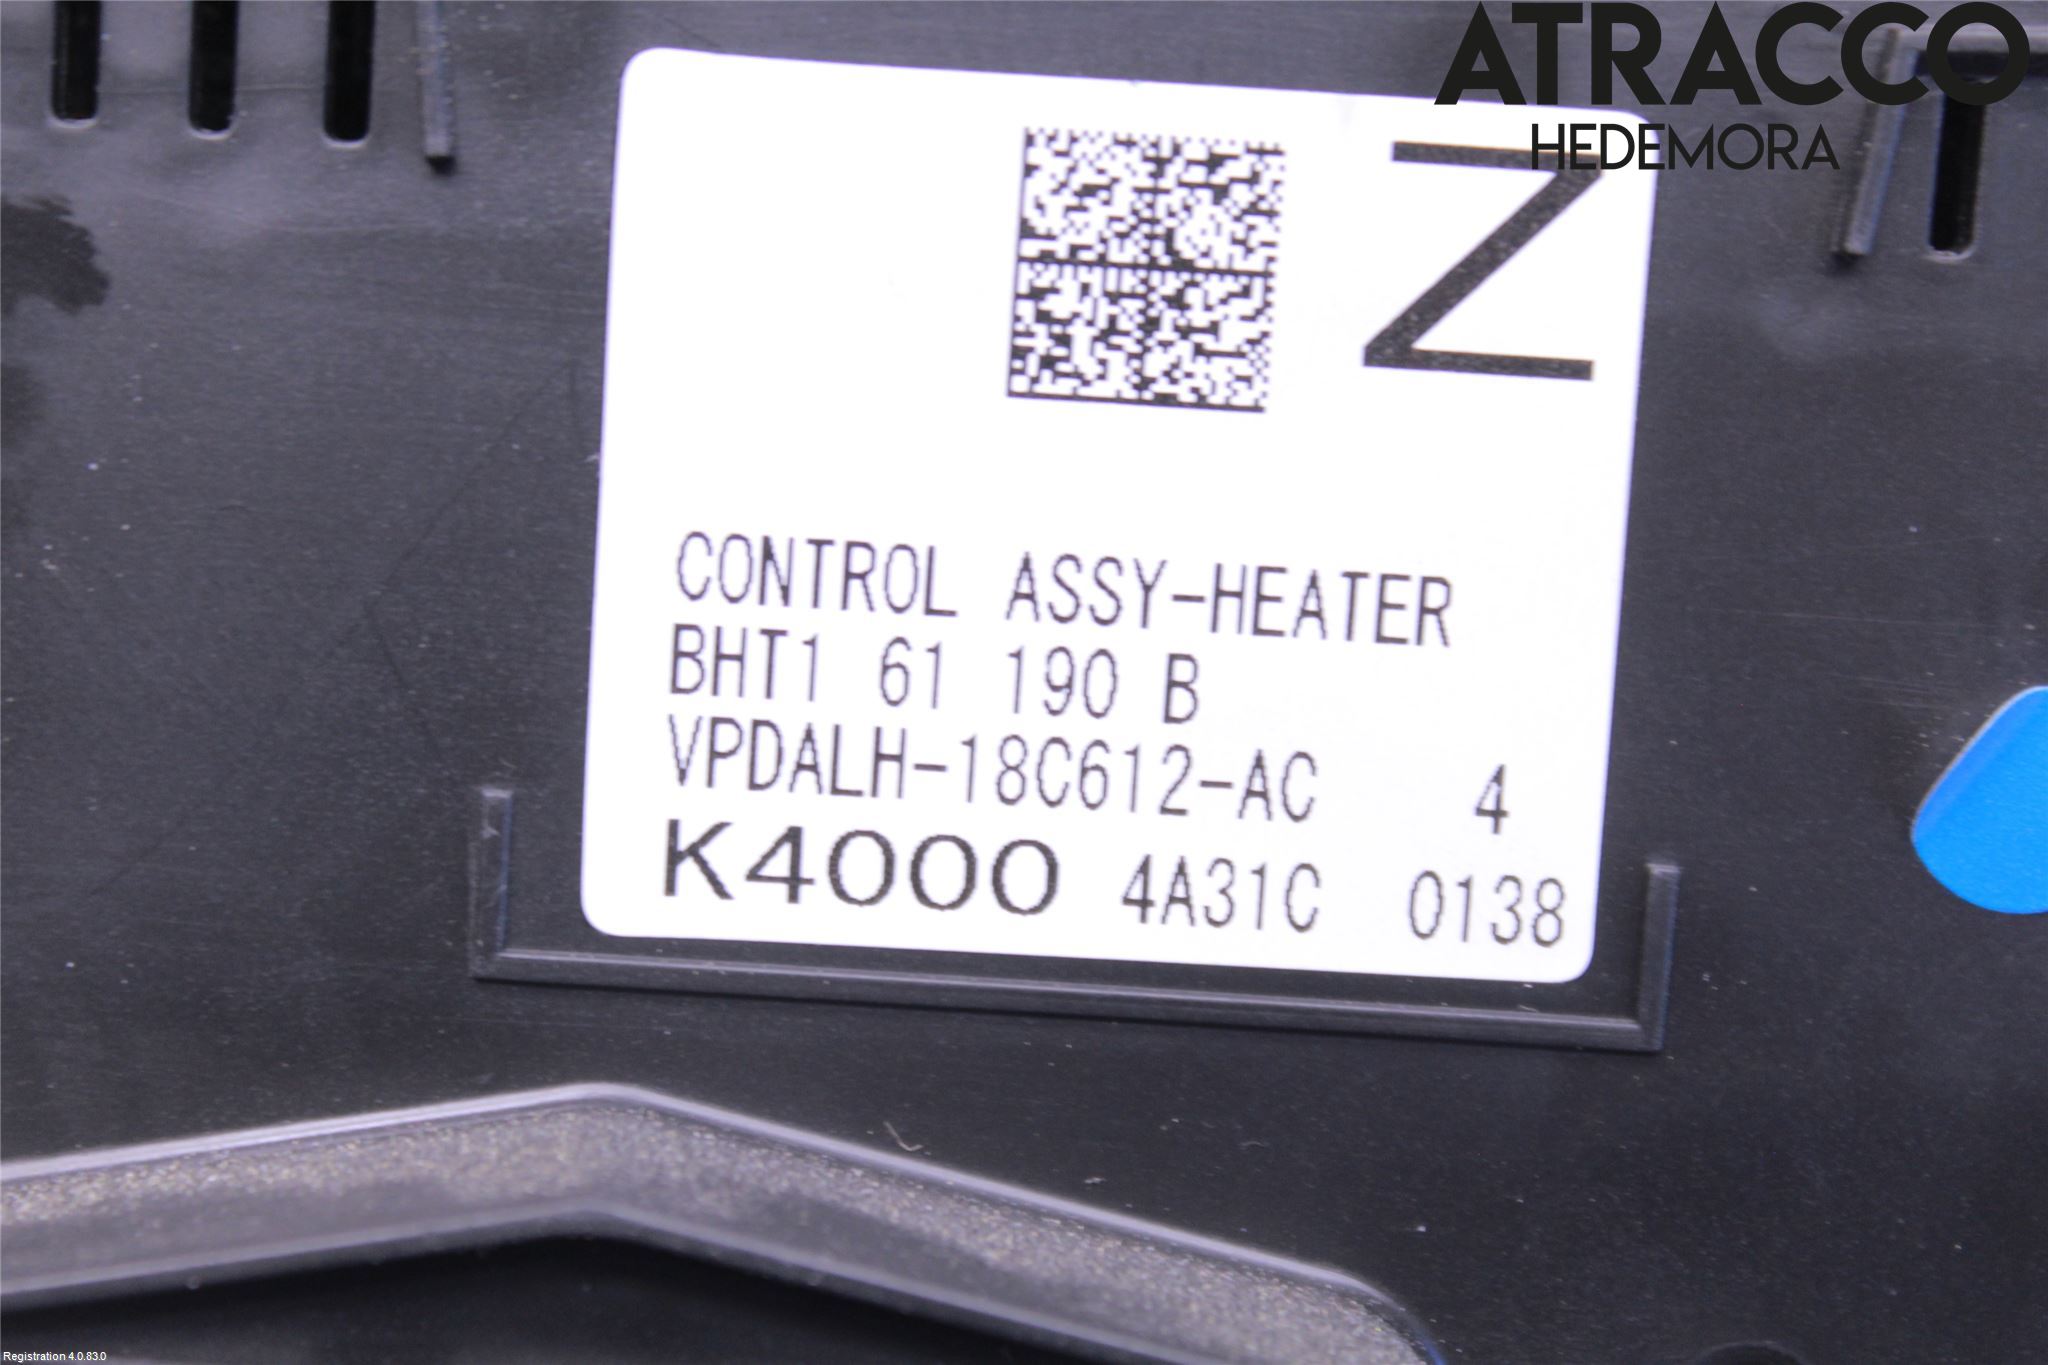 ATRACCO
HEDEMORA
Z
CONTROL ASSY-HEATER
BHT1 61 190 B
VPDALH-18C612-AC 4
K4000 4A31C 0138
Registration 4.0.83.0